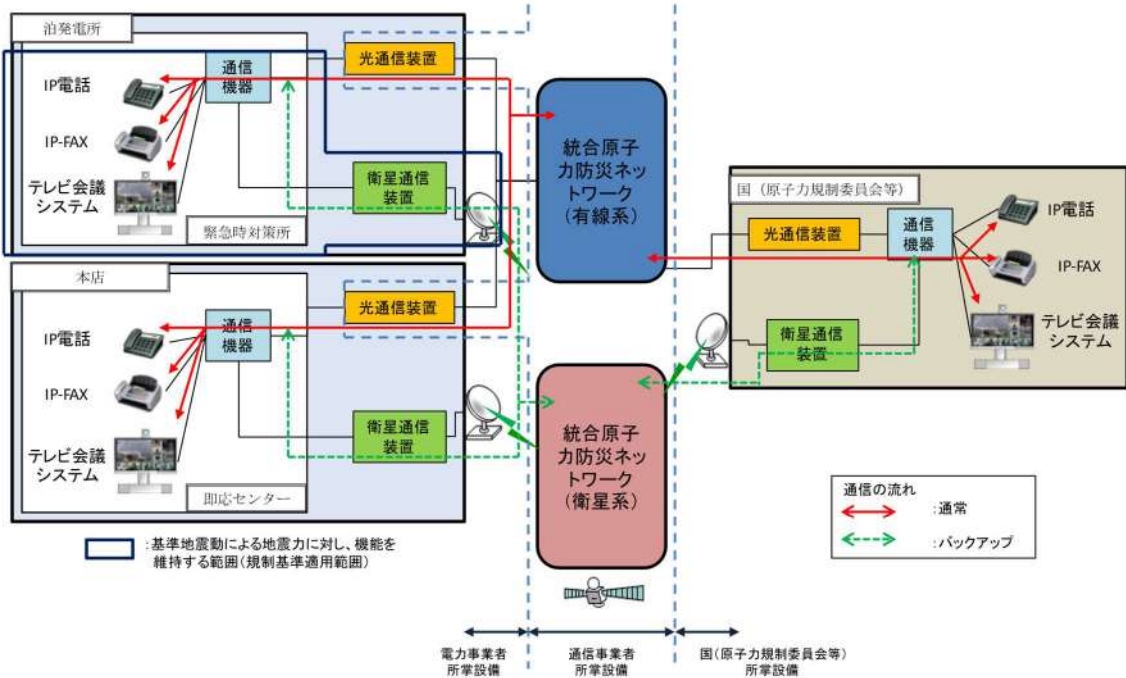 泊発電所
IP電話
IP-FAX
テレビ会議
システム
通信
機器
光通信装置
衛星通信
装置
緊急時対策所
本店
IP電話
IP-FAX
テレビ会議
システム
通信
機器
光通信装置
衛星通信
装置
即応センター
統合原子
力防災ネッ
トワーク
(有線系)
統合原子
力防災ネッ
トワーク
(衛星系)
国(原子力規制委員会等)
光通信装置
通信
機器
衛星通信
装置
IP電話
IP-FAX
テレビ会議
システム
通信の流れ
:通常
:バックアップ
:基準地震動による地震力に対し、機能を
維持する範囲(規制基準適用範囲)
電力事業者
所掌設備
通信事業者
所掌設備
国(原子力規制委員会等)
所掌設備